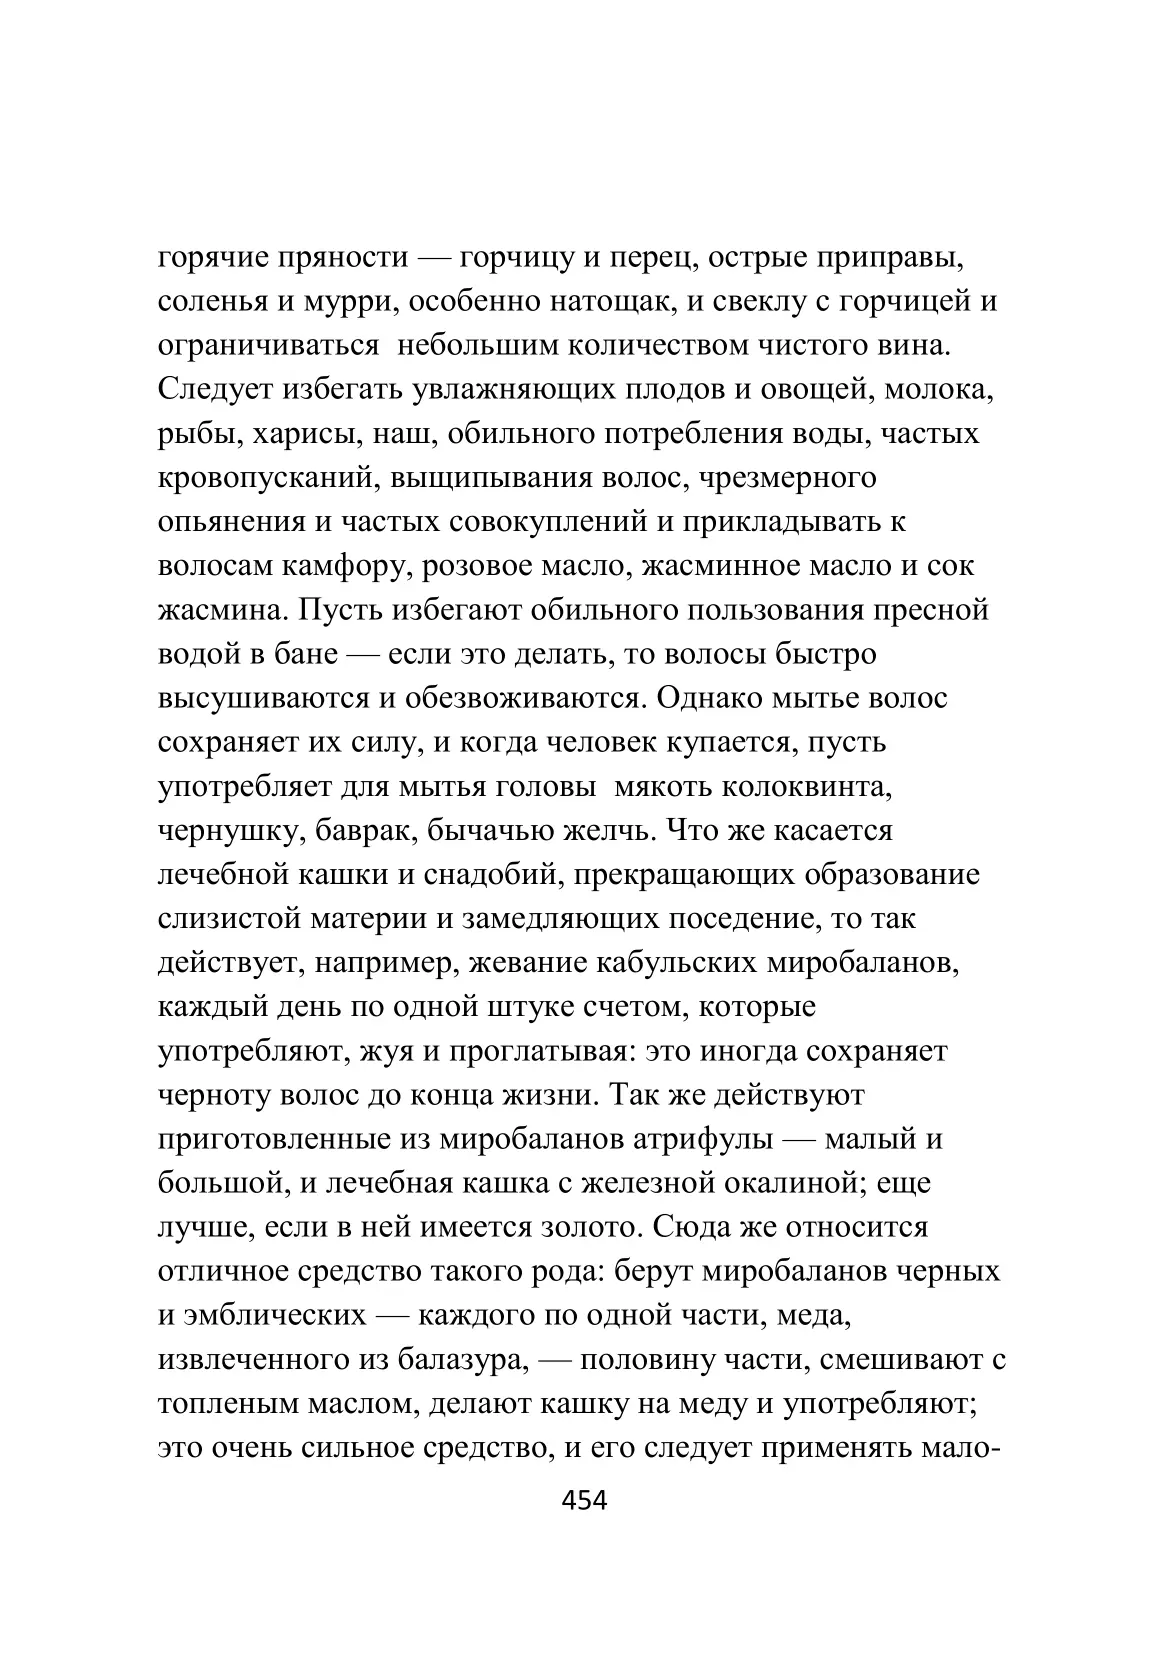 горячие пряности — горчицу и перец, острые приправы,
соленья и мурри, особенно натощак, и свеклу с горчицей и
ограничиваться  небольшим количеством чистого вина.
Следует избегать увлажняющих плодов и овощей, молока,
рыбы, харисы, наш, обильного потребления воды, частых
кровопусканий, выщипывания волос, чрезмерного
опьянения и частых совокуплений и прикладывать к
волосам камфору, розовое масло, жасминное масло и сок
жасмина. Пусть избегают обильного пользования пресной
водой в бане — если это делать, то волосы быстро
высушиваются и обезвоживаются. Однако мытье волос
сохраняет их силу, и когда человек купается, пусть
употребляет для мытья головы  мякоть колоквинта,
чернушку, баврак, бычачью желчь. Что же касается
лечебной кашки и снадобий, прекращающих образование
слизистой материи и замедляющих поседение, то так
действует, например, жевание кабульских миробаланов,
каждый день по одной штуке счетом, которые
употребляют, жуя и проглатывая: это иногда сохраняет
черноту волос до конца жизни. Так же действуют
приготовленные из миробаланов атрифулы — малый и
большой, и лечебная кашка с железной окалиной; еще
лучше, если в ней имеется золото. Сюда же относится
отличное средство такого рода: берут миробаланов черных
и эмблических — каждого по одной части, меда,
извлеченного из балазура, — половину части, смешивают с
топленым маслом, делают кашку на меду и употребляют;
это очень сильное средство, и его следует применять мало-
454